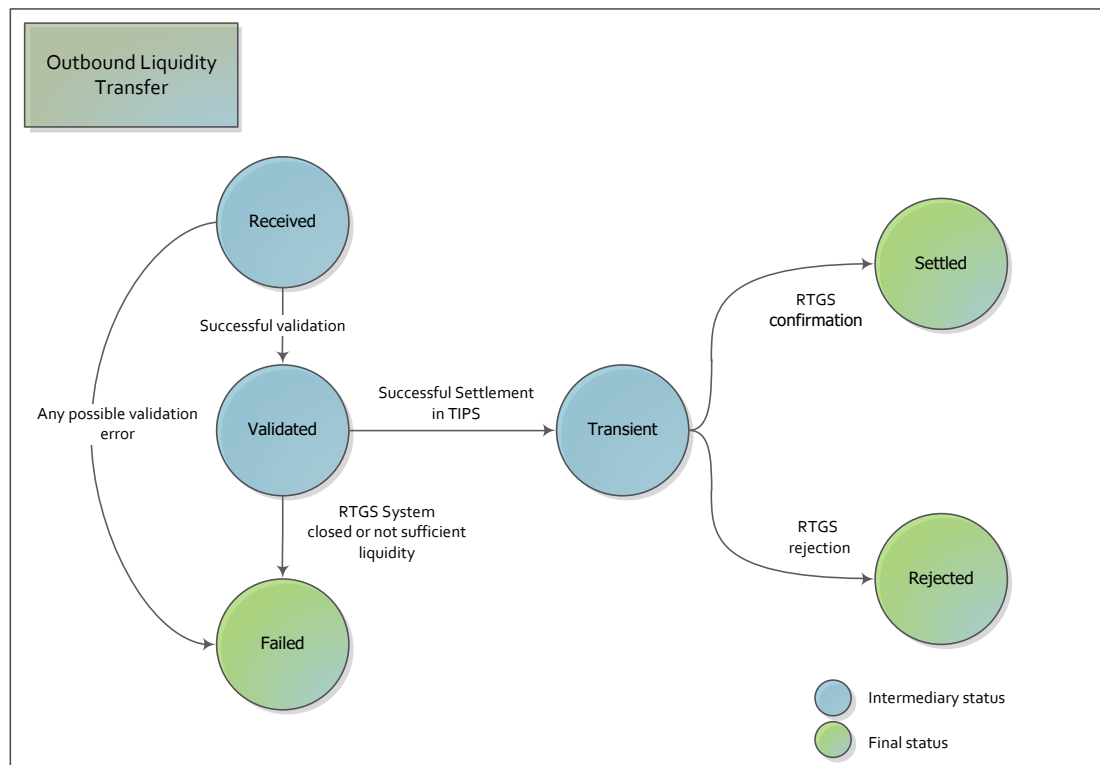 Outbound Liquidity
Transfer
Received
Settled
RTGS
confirmation
Successful validation
Successful Settlement
in TIPS
Any possible validation
error
Validated
Transient
RTGS System
closed or not sufficient
liquidity
RTGS
rejection
Rejected
Failed
Intermediary status
Final status